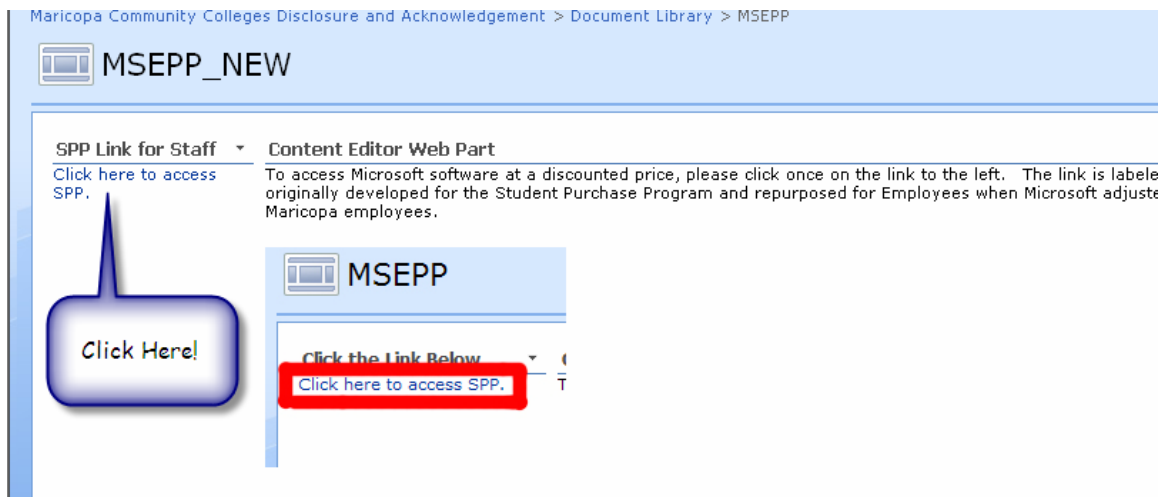 Maricopa Community Colleges Disclosure and Acknowledgement > Document Library > MSEPP
MSEPP_NEW
SPP Link for Staff
Click here to access
SPP.
Content Editor Web Part
To access Microsoft software at a discounted price, please click once on the link to the left. The link is labele
originally developed for the Student Purchase Program and repurposed for Employees when Microsoft adjuste
Maricopa employees.
Click Here!
MSEPP
Click the Link Below
Click here to access SPP.
T